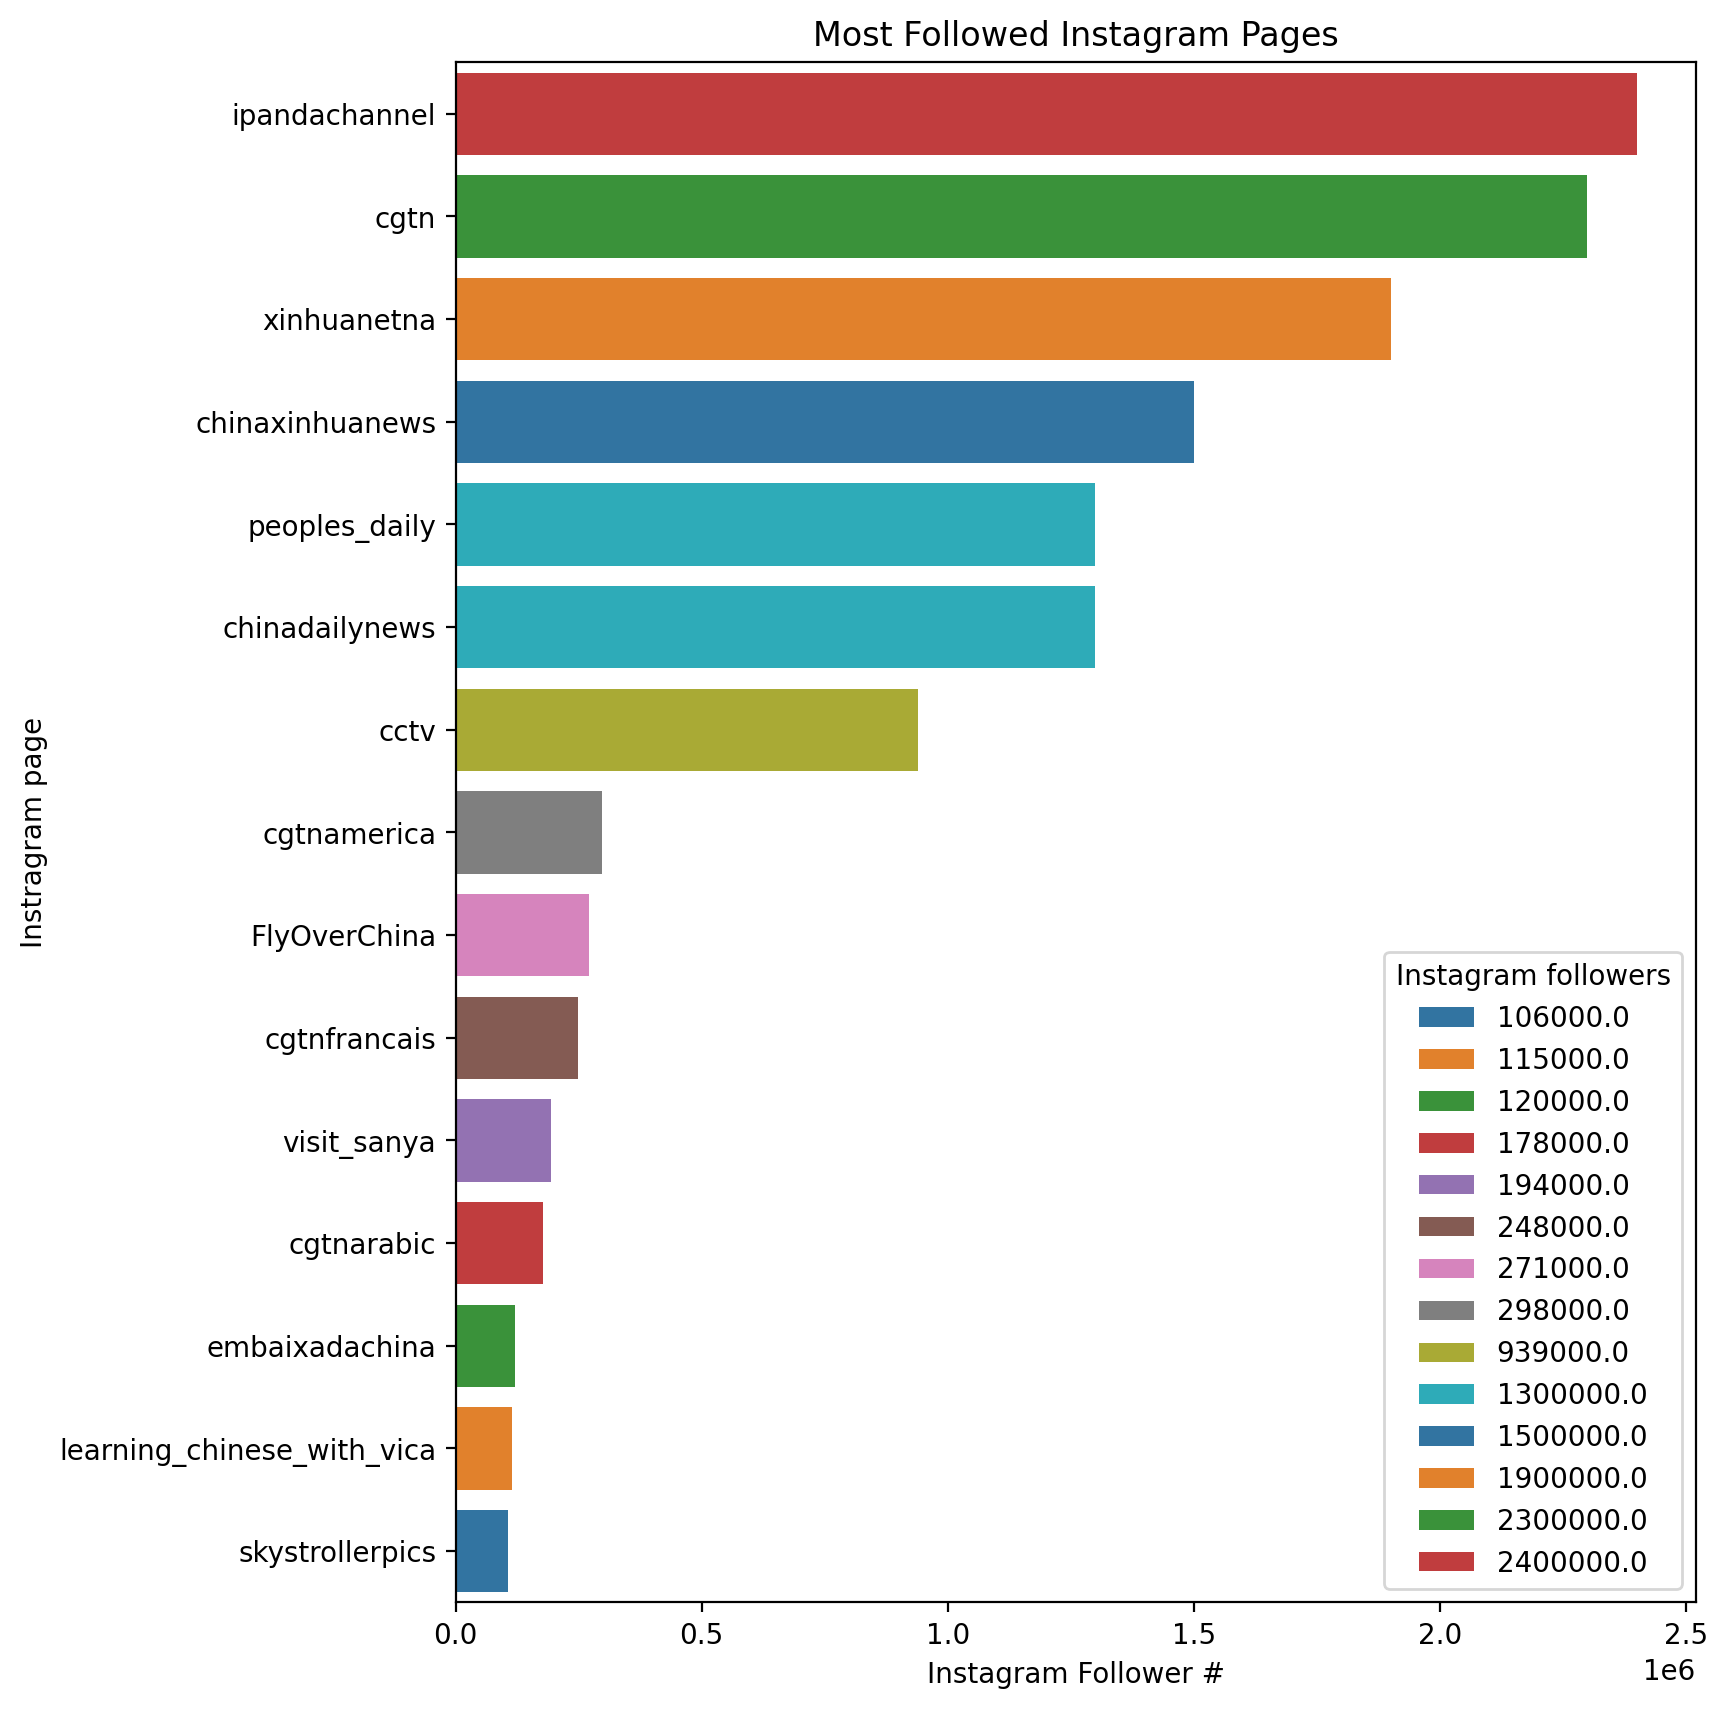 Most Followed Instagram Pages
Instragram page
ipandachannel
cgtn
xinhuanetna
chinaxinhuanews
peoples_daily
chinadailynews
cctv
cgtnamerica
FlyOverChina
cgtnfrancais
visit_sanya
cgtnarabic
embaixadachina
learning_chinese_with_vica
skystrollerpics
Instagram followers
106000.0
115000.0
120000.0
178000.0
194000.0
248000.0
271000.0
298000.0
939000.0
1300000.0
1500000.0
1900000.0
2300000.0
2400000.0
0.0 0.5 1.0 1.5 2.0 2.5
1e6
Instagram Follower #